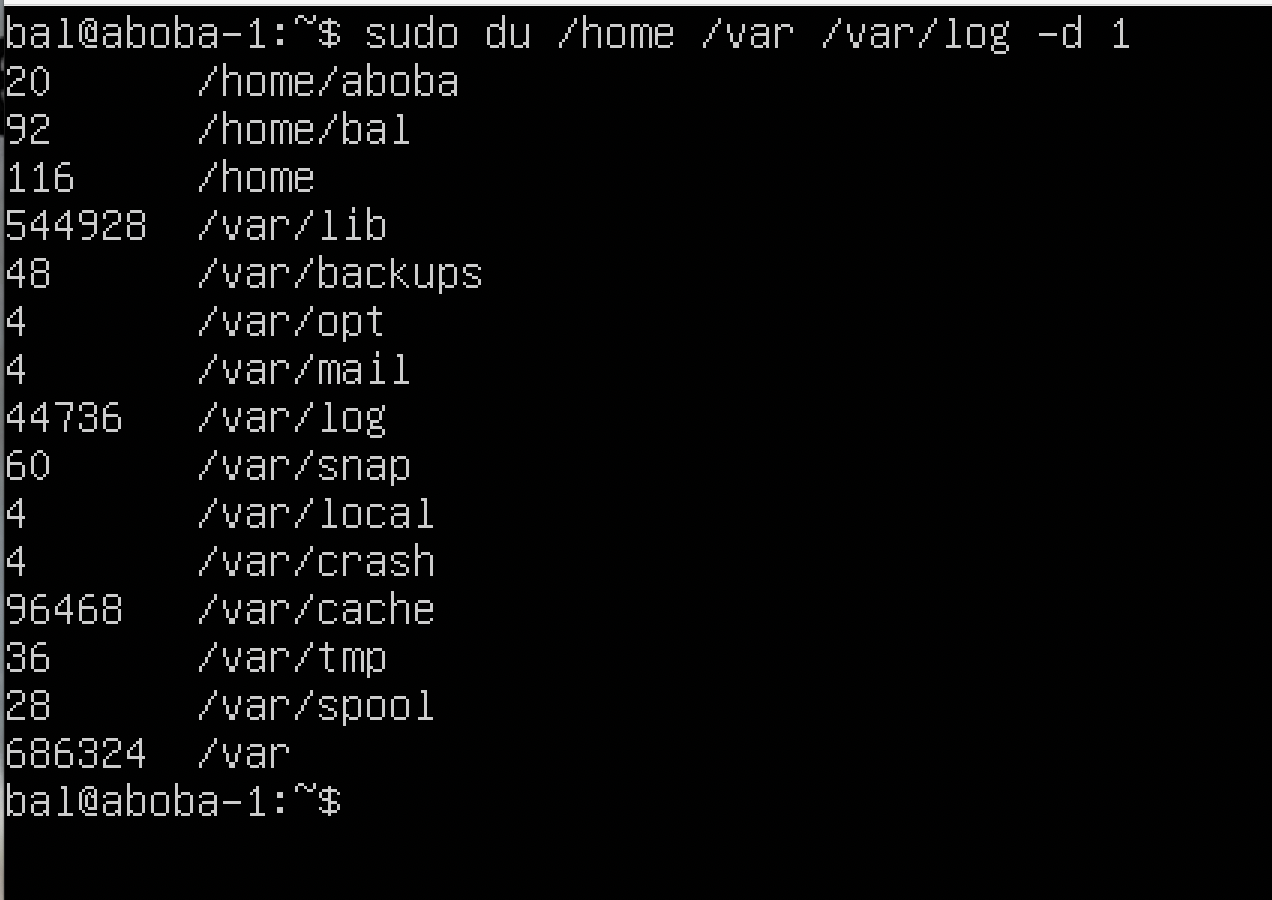 bal@aboba-1:~$ sudo du /home /var /var/log -d 1
20 /home/aboba
92 /home/bal
116 /home
544928 /var/lib
48 /var/backups
4 /var/opt
4 /var/mail
44736 /var/log
60 /var/snap
4 /var/local
4 /var/crash
96468 /var/cache
36 /var/tmp
28 /var/spool
686324 /var
bal@aboba-1:~$